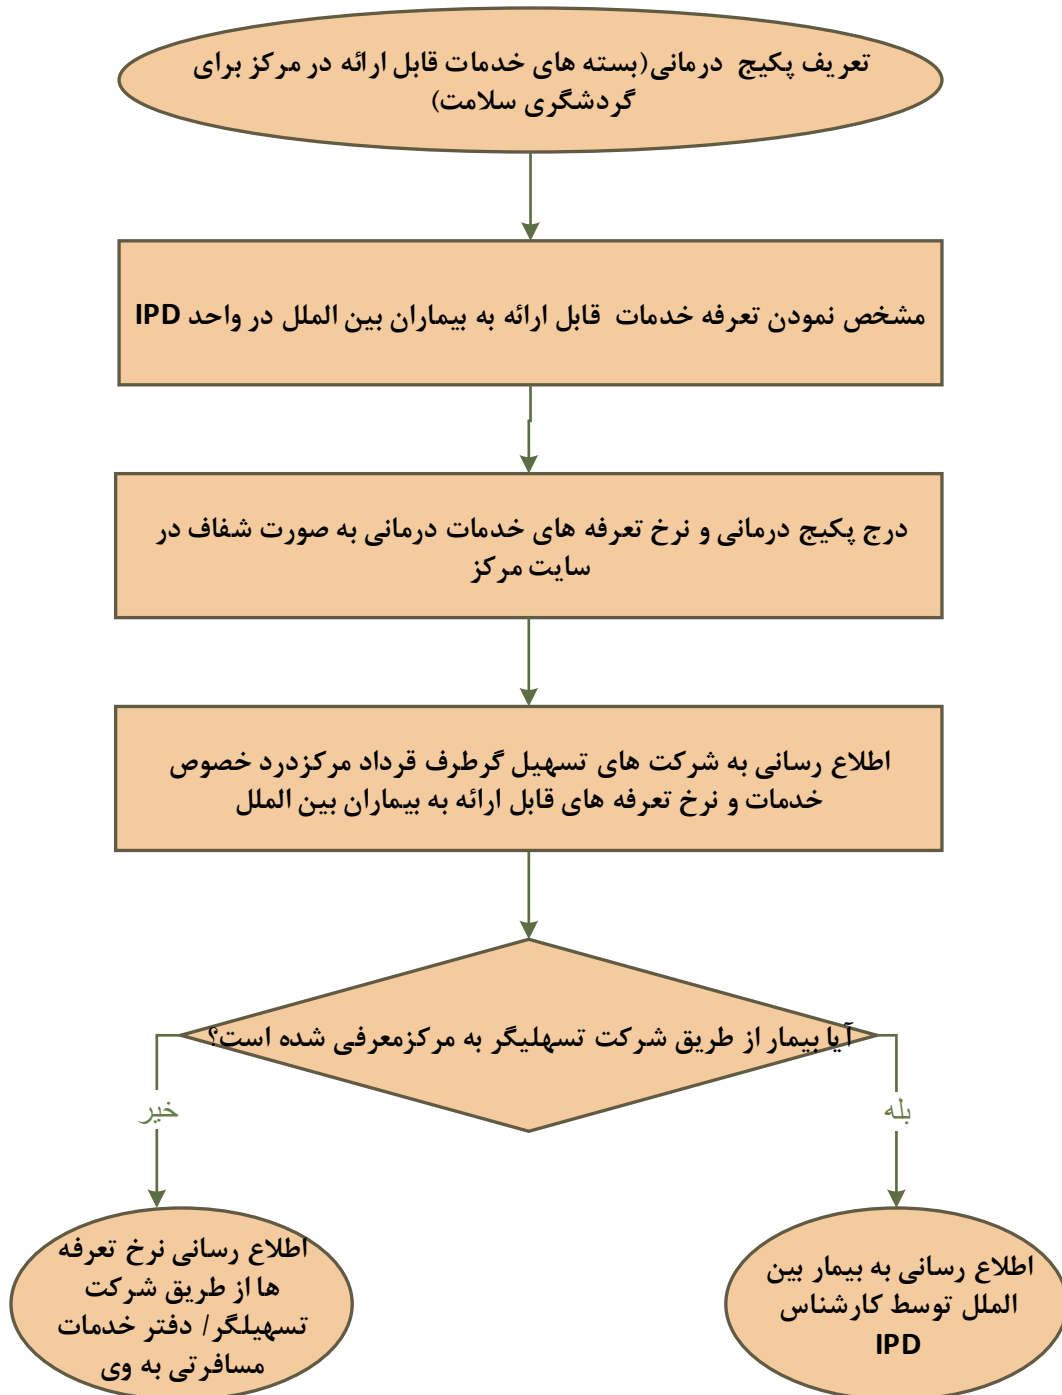 تعریف پکیج درمانی(بسته های خدمات قابل ارائه در مرکز برای
گردشگری سلامت)
مشخص نمودن تعرفه خدمات قابل ارائه به بیماران بین الملل در واحد IPD
درج پکیج درمانی و نرخ تعرفه های خدمات درمانی به صورت شفاف در
سایت مرکز
اطلاع رسانی به شرکت های تسهیل گرطرف قرداد مرکزدرد خصوص
خدمات و نرخ تعرفه های قابل ارائه به بیماران بین الملل
آیا بیمار از طریق شرکت تسهلیگر به مرکزمعرفی شده است؟
بله
خیر
اطلاع رسانی به بیمار بین
الملل توسط کارشناس
IPD
اطلاع رسانی نرخ تعرفه
ها از طریق شرکت
تسهیلگر/ دفتر خدمات
مسافرتی به وی